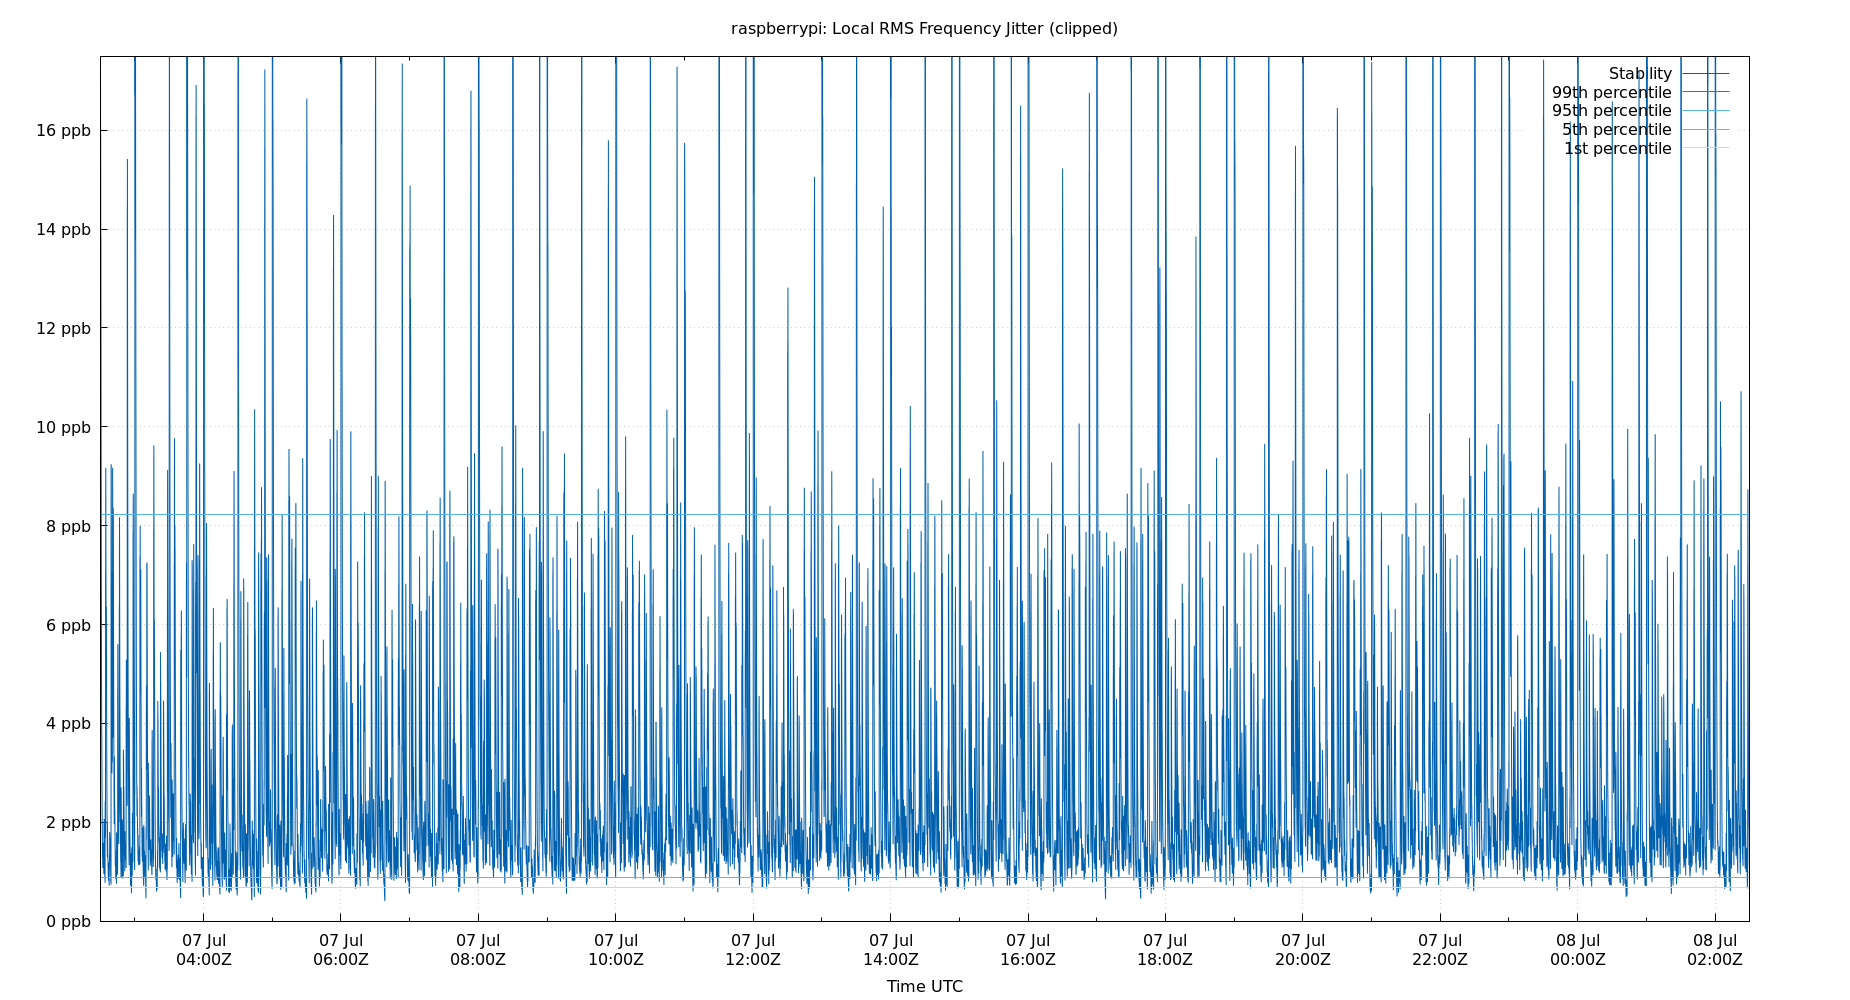 raspberrypi: Local RMS Frequency Jitter (clipped)
Stability
99th percentile
95th percentile
5th percentile
1st percentile
16 ppb
14 ppb
12 ppb
10 ppb
8 ppb
6 ppb
4 ppb
2 ppb
0 ppb
07 Jul 07 Jul 07 Jul 07 Jul 07 Jul 07 Jul 07 Jul 07 Jul 07 Jul 07 Jul 08 Jul 08 Jul
04:00Z 06:00Z 08:00Z 10:00Z 12:00Z 14:00Z 16:00Z 18:00Z 20:00Z 22:00Z 00:00Z 02:00Z
Time UTC